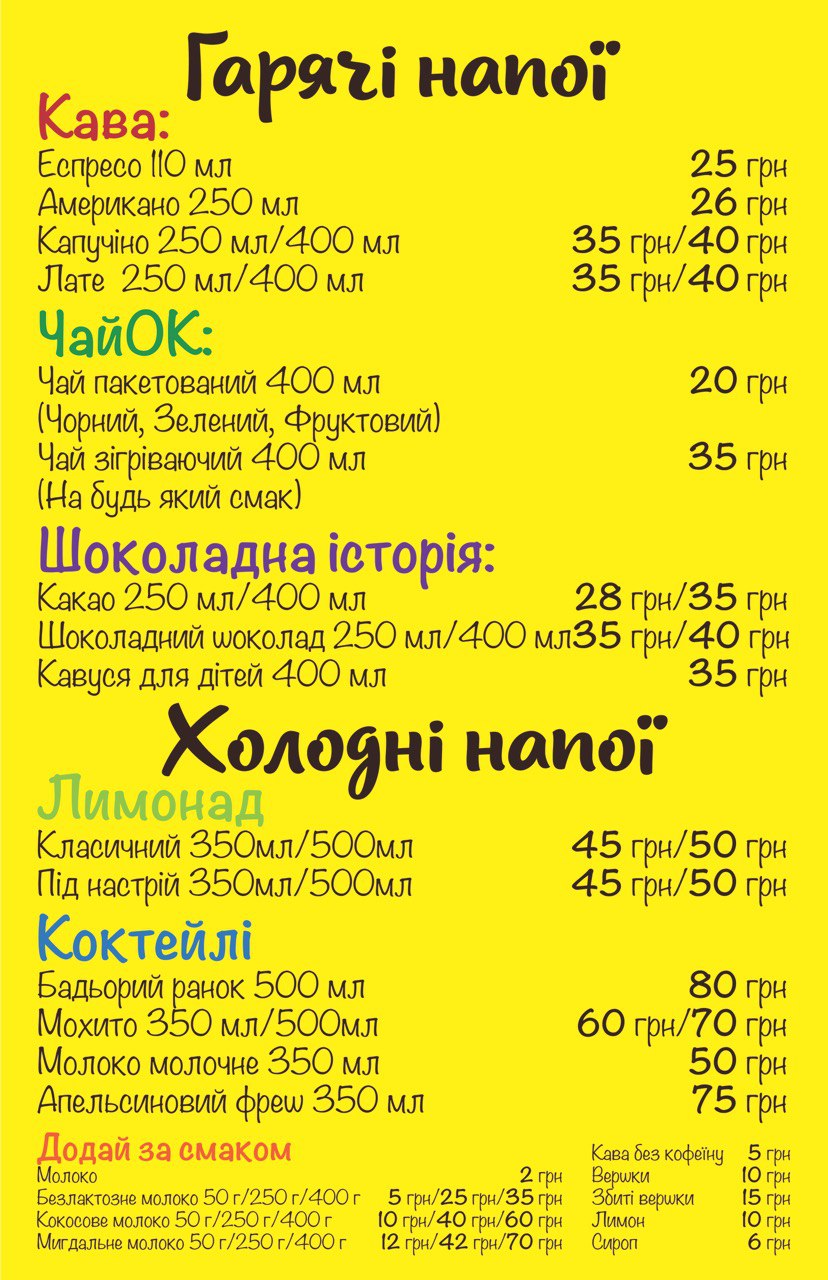 Гарячі напої
Кава:
Еспресо 110 мл 25 грн
Американо 250 мл 26 грн
Капучіно 250 мл/400 мл 35 грн/40 грн
Лате 250 мл/400 мл 35 грн/40 грн
ЧайОК:
Чай пакетований 400 мл 20 грн
(Чорний, Зелений, Фруктовий)
Чай зігріваючий 400 мл 35 грн
(На будь який смак)
Шоколадна історія:
Какао 250 мл/400 мл 28 грн/35 грн
Шоколадний шоколад 250 мл/400 мл 35 грн/40 грн
Кавуся для дітей 400 мл 35 грн
Холодні напої
Лимонад
Класичний 350мл/500мл 45 грн/50 грн
Під настрій 350мл/500мл 45 грн/50 грн
Коктейлі
Бадьорий ранок 500 мл 80 грн
Мохито 350 мл/500мл 60 грн/70 грн
Молоко молочне 350 мл 50 грн
Апельсиновий фреш 350 мл 75 грн
Додай за смаком
Молоко 2 грн
Безлактозне молоко 50 г/250 г/400 г 5 грн/25 грн/35 грн
Кокосове молоко 50 г/250 г/400 г 10 грн/40 грн/60 грн
Мигдальне молоко 50 г/250 г/400 г 12 грн/42 грн/70 грн
Кава без кофеїну 5 грн
Вершки 10 грн
Збиті вершки 15 грн
Лимон 10 грн
Сироп 6 грн